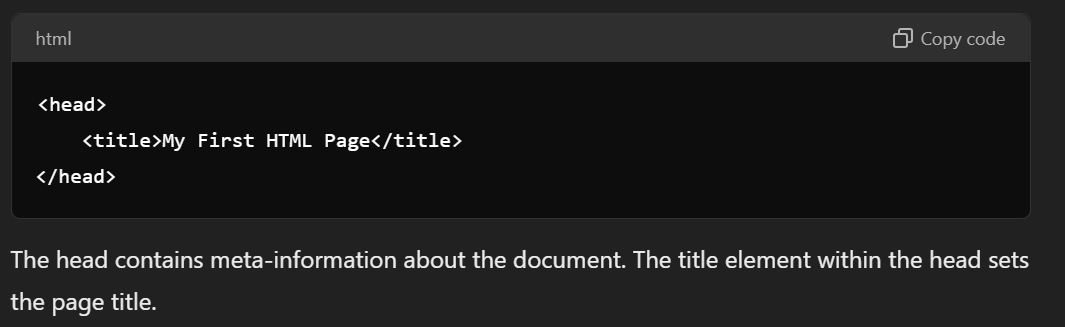 html
Copy code
<head>
    <title>My First HTML Page</title>
</head>
The head contains meta-information about the document. The title element within the head sets
the page title.